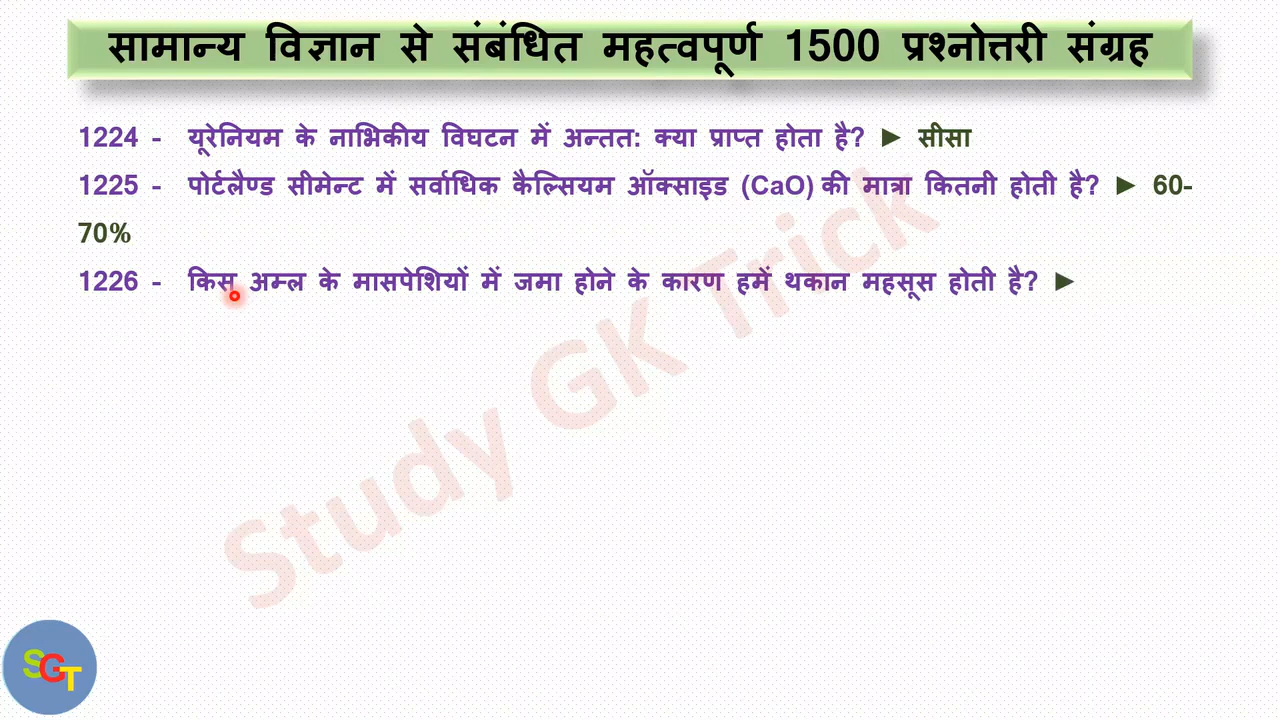 सामान्य विज्ञान से संबंधित महत्वपूर्ण 1500 प्रश्नोत्तरी संग्रह
1224 - यूरेनियम के नाभिकीय विघटन में अन्तत: क्या प्राप्त होता है? ► सीसा
1225 - पोर्टलैण्ड सीमेन्ट में सर्वाधिक कैल्सियम ऑक्साइड (CaO) की मात्रा कितनी होती है? ► 60-
70%
1226 - किस अम्ल के मासपेशियों में जमा होने के कारण हमें थकान महसूस होती है? ►
Study GK Trick
SGT